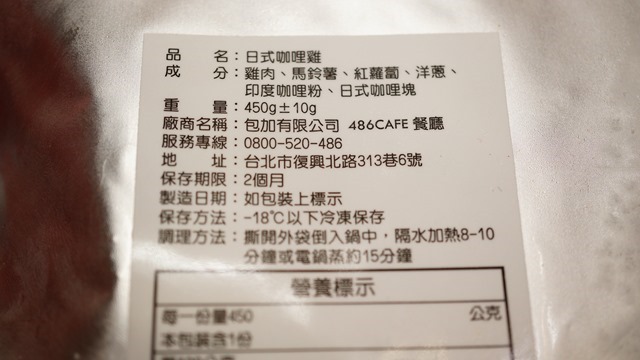 品　　名：日式咖哩雞
成　　分：雞肉、馬鈴薯、紅蘿蔔、洋蔥、
印度咖哩粉、日式咖哩塊
重　　量：450g±10g
廠商名稱：包加有限公司 486CAFE 餐廳
服務專線：0800-520-486
地　　址：台北市復興北路313巷6號
保存期限：2個月
製造日期：如包裝上標示
保存方法：-18℃以下冷凍保存
調理方法：撕開外袋倒入鍋中，隔水加熱8-10
分鐘或電鍋蒸約15分鐘
營養標示
每一份量450 公克
本包裝含1份